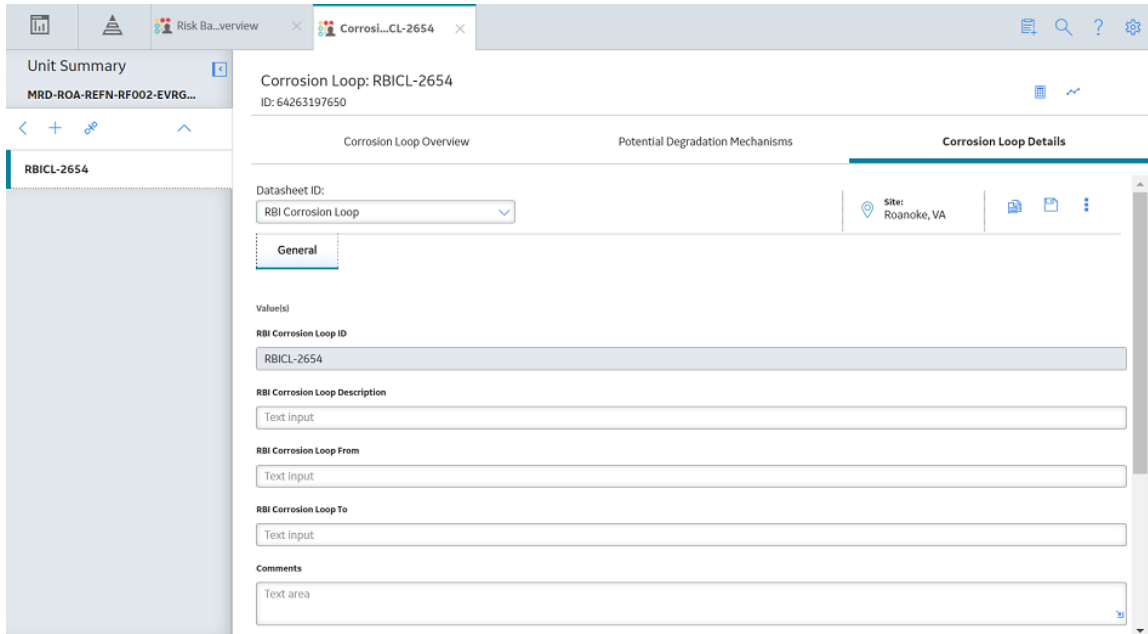 Risk Ba...verview
Corrosi...CL-2654
Unit Summary
MRD-ROA-REFN-RF002-EVRG...
RBICL-2654
Corrosion Loop: RBICL-2654
ID: 64263197650
Corrosion Loop Overview
Potential Degradation Mechanisms
Corrosion Loop Details
Datasheet ID:
RBI Corrosion Loop
Site:
Roanoke, VA
General
Value(s)
RBI Corrosion Loop ID
RBICL-2654
RBI Corrosion Loop Description
Text input
RBI Corrosion Loop From
Text input
RBI Corrosion Loop To
Text input
Comments
Text area